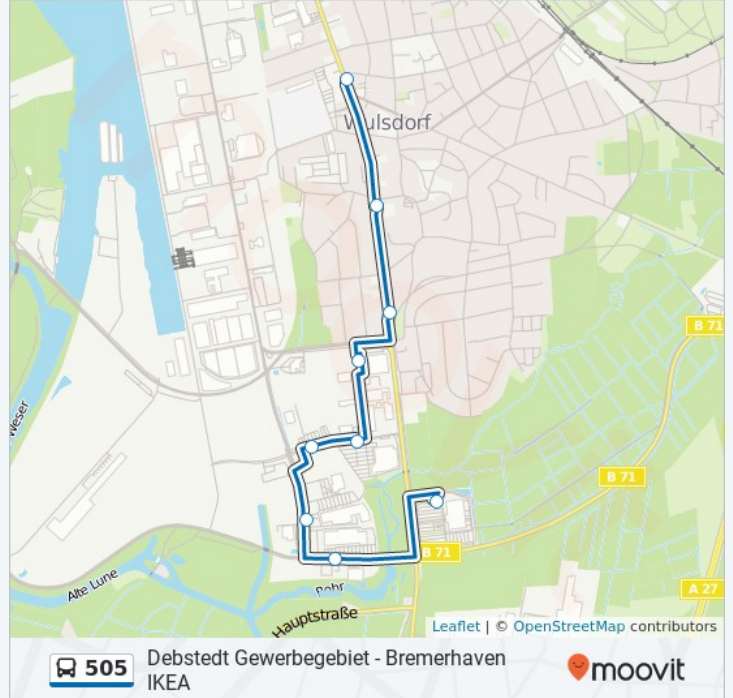 Wulsdorf
B 71
Weser
B 71
B 71
Alte Lune
Rohr
A 27
Hauptstraße
Leaflet | © OpenStreetMap contributors
505 Debstedt Gewerbegebiet - Bremerhaven
IKEA
moovit